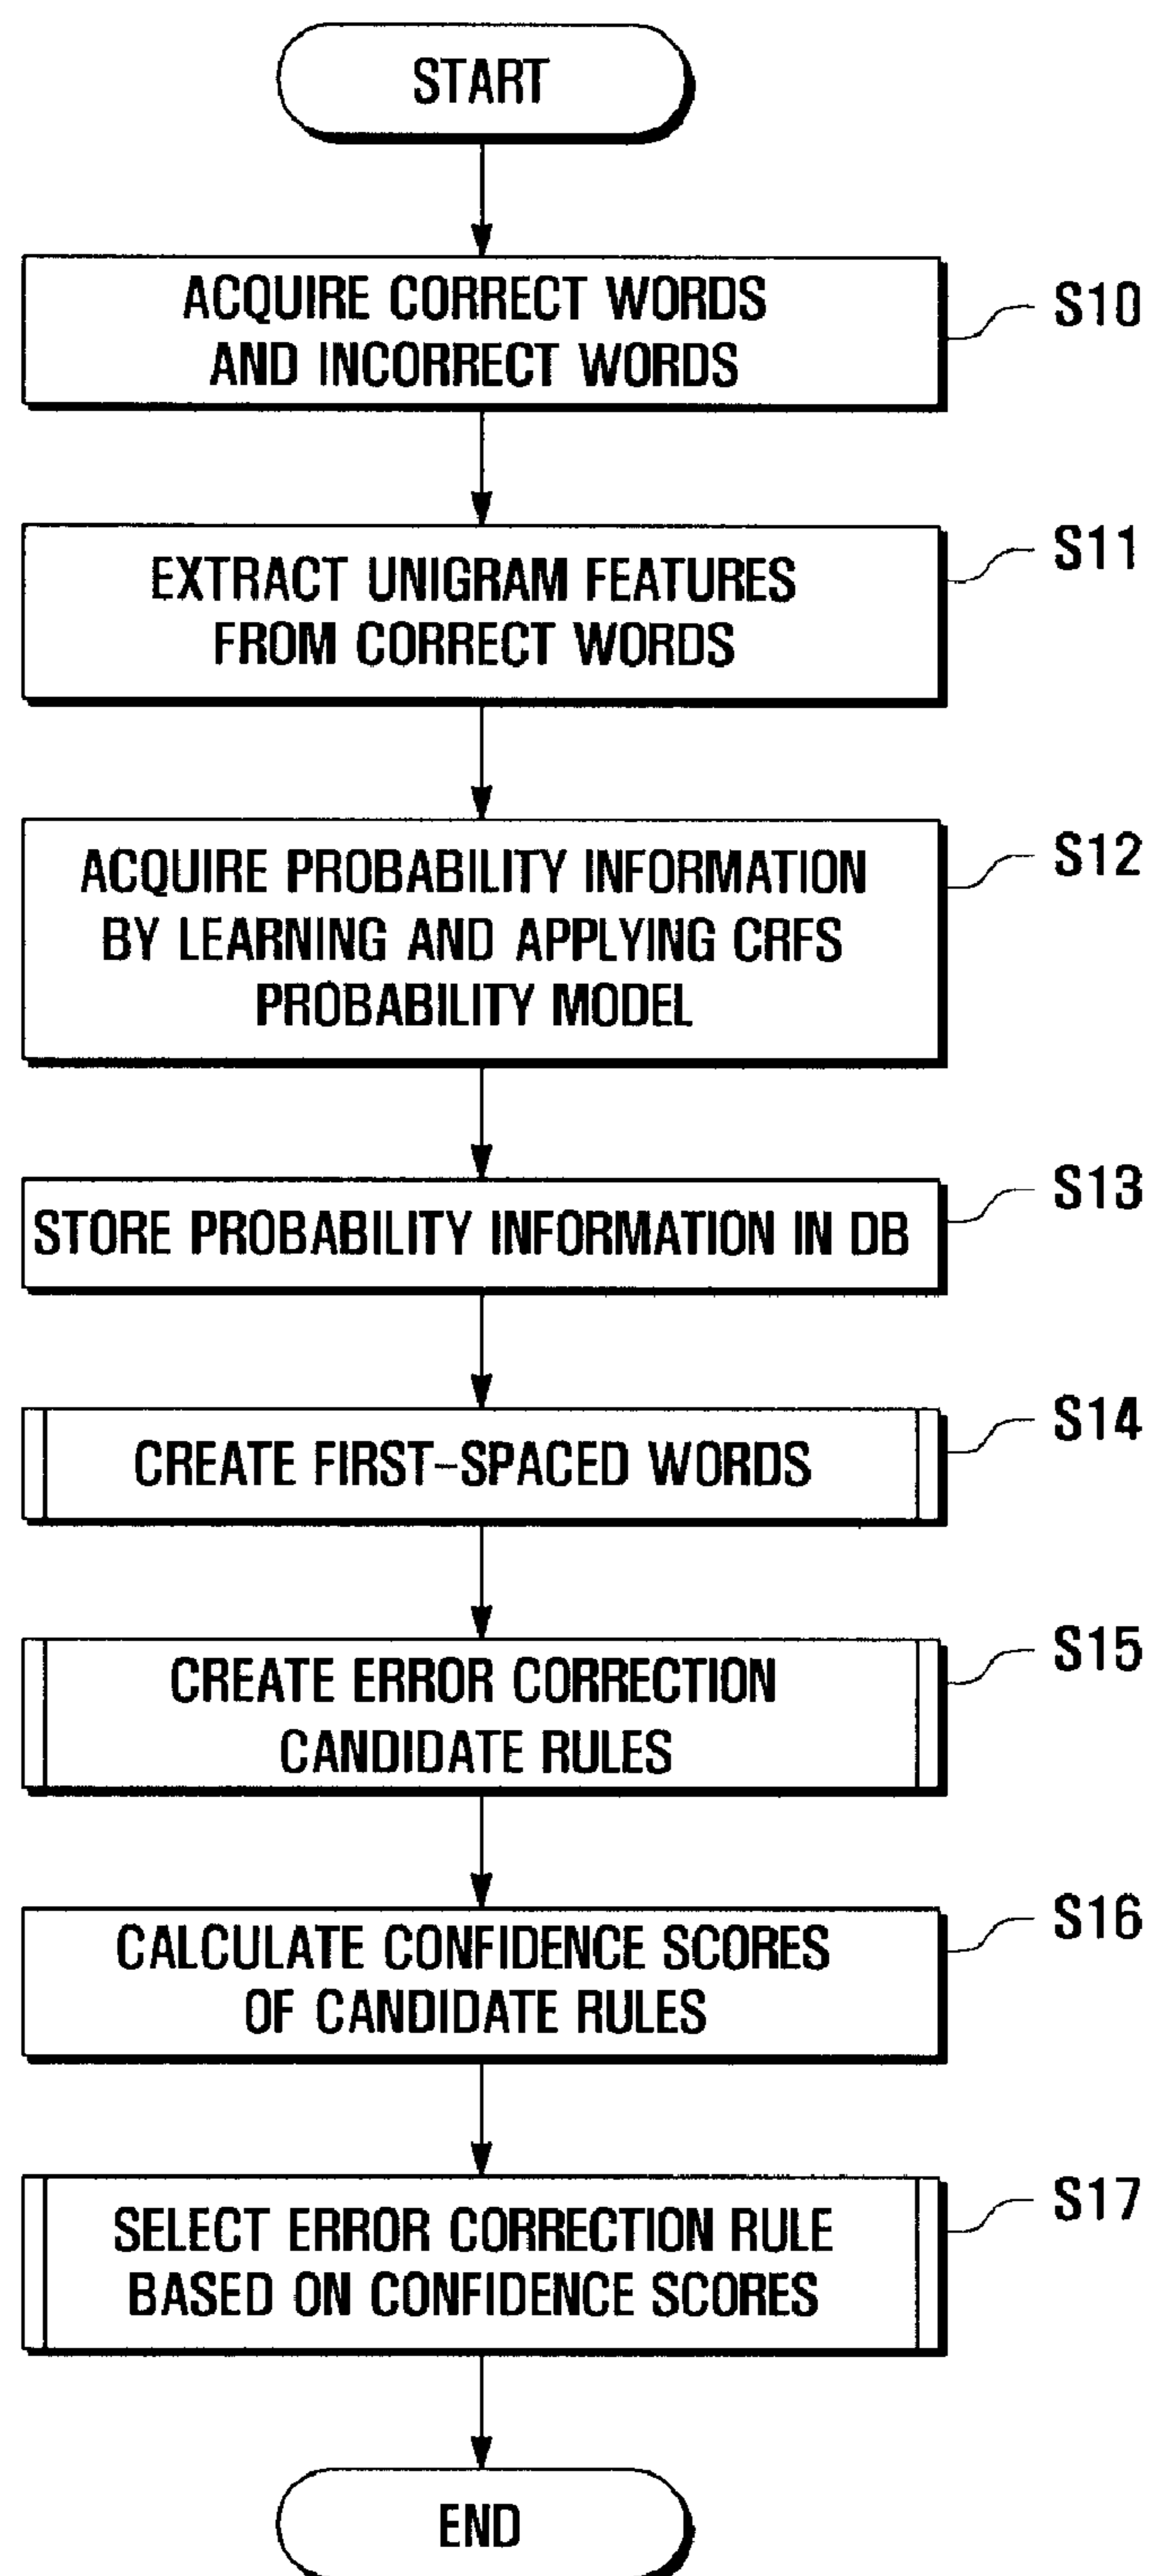 START
ACQUIRE CORRECT WORDS
AND INCORRECT WORDS
S10
EXTRACT UNIGRAM FEATURES
FROM CORRECT WORDS
S11
ACQUIRE PROBABILITY INFORMATION
BY LEARNING AND APPLYING CRFS
PROBABILITY MODEL
S12
STORE PROBABILITY INFORMATION IN DB
S13
CREATE FIRST-SPACED WORDS
S14
CREATE ERROR CORRECTION
CANDIDATE RULES
S15
CALCULATE CONFIDENCE SCORES
OF CANDIDATE RULES
S16
SELECT ERROR CORRECTION RULE
BASED ON CONFIDENCE SCORES
S17
END